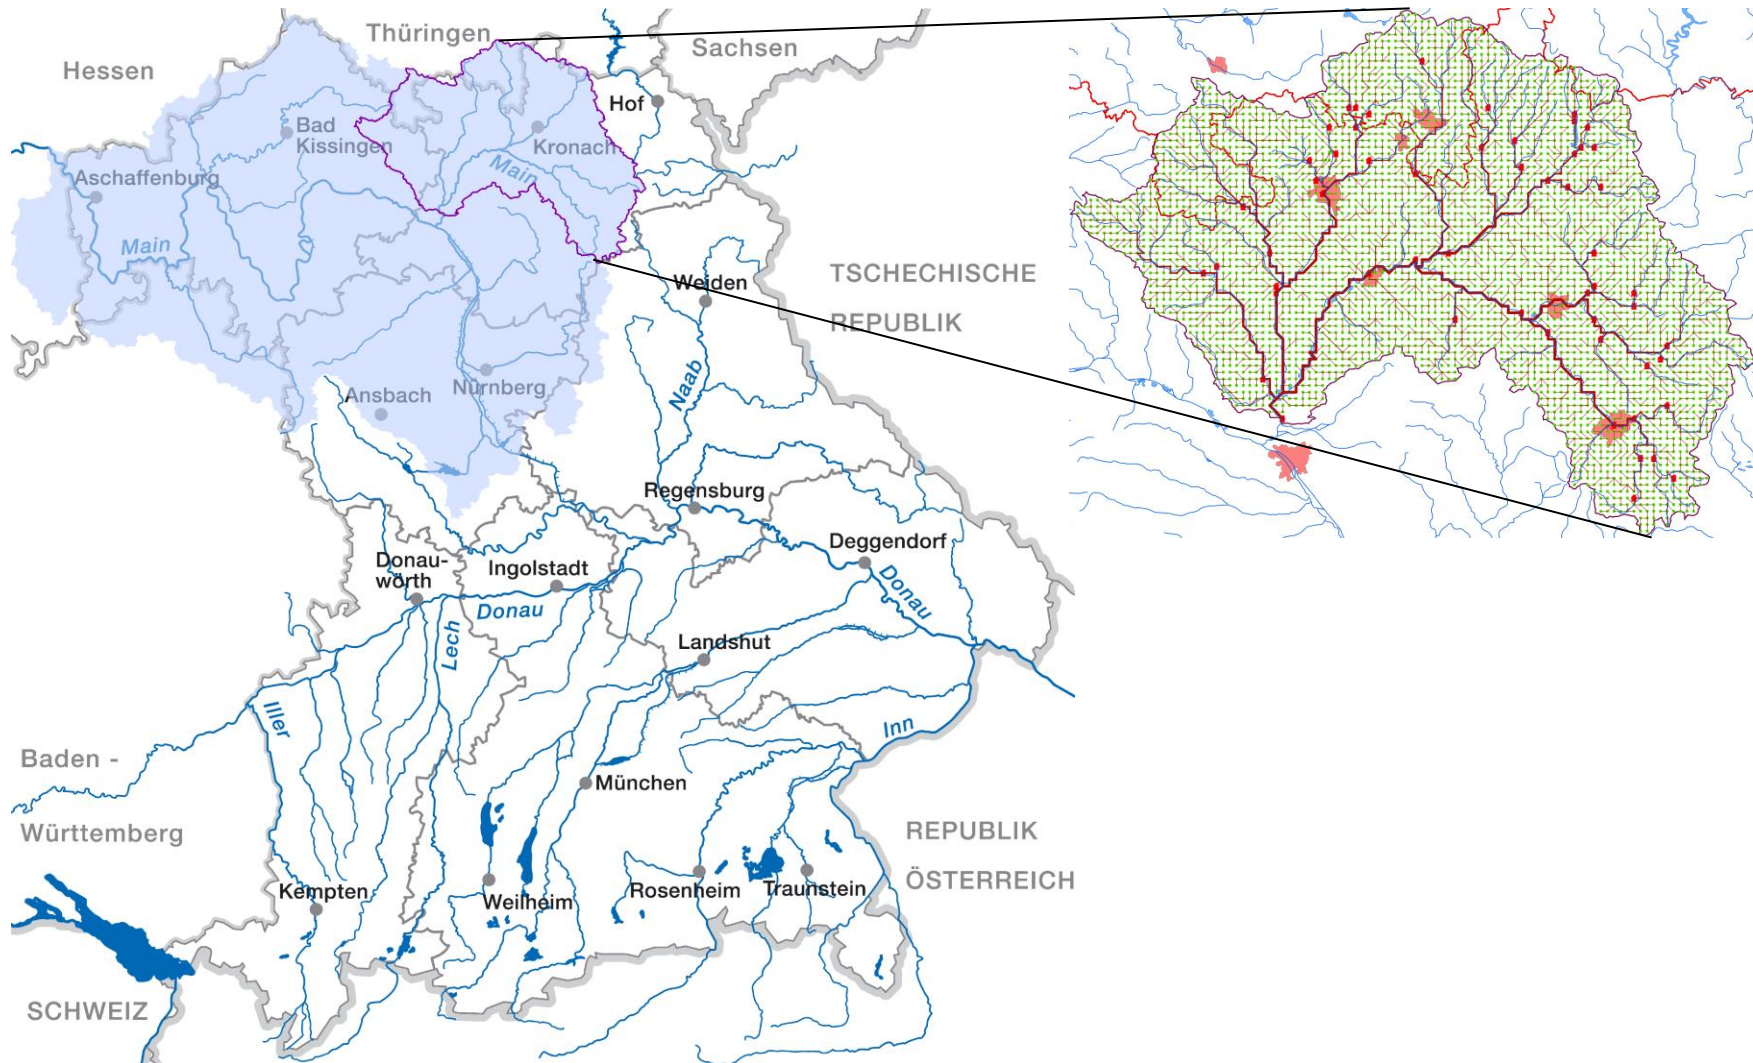 Thüringen
Sachsen
Hessen
Hof
Bad
Kissingen
Kronach
Main
Aschaffenburg
Main
TSCHECHISCHE
REPUBLIK
Weiden
Naab
Nürnberg
Ansbach
Regensburg
Deggendorf
Donau-
wörth
Ingolstadt
Donau
Donau
Lech
Landshut
Iller
Inn
Baden -
Württemberg
München
REPUBLIK
ÖSTERREICH
Kempten
Weilheim
Rosenheim
Traunstein
SCHWEIZ